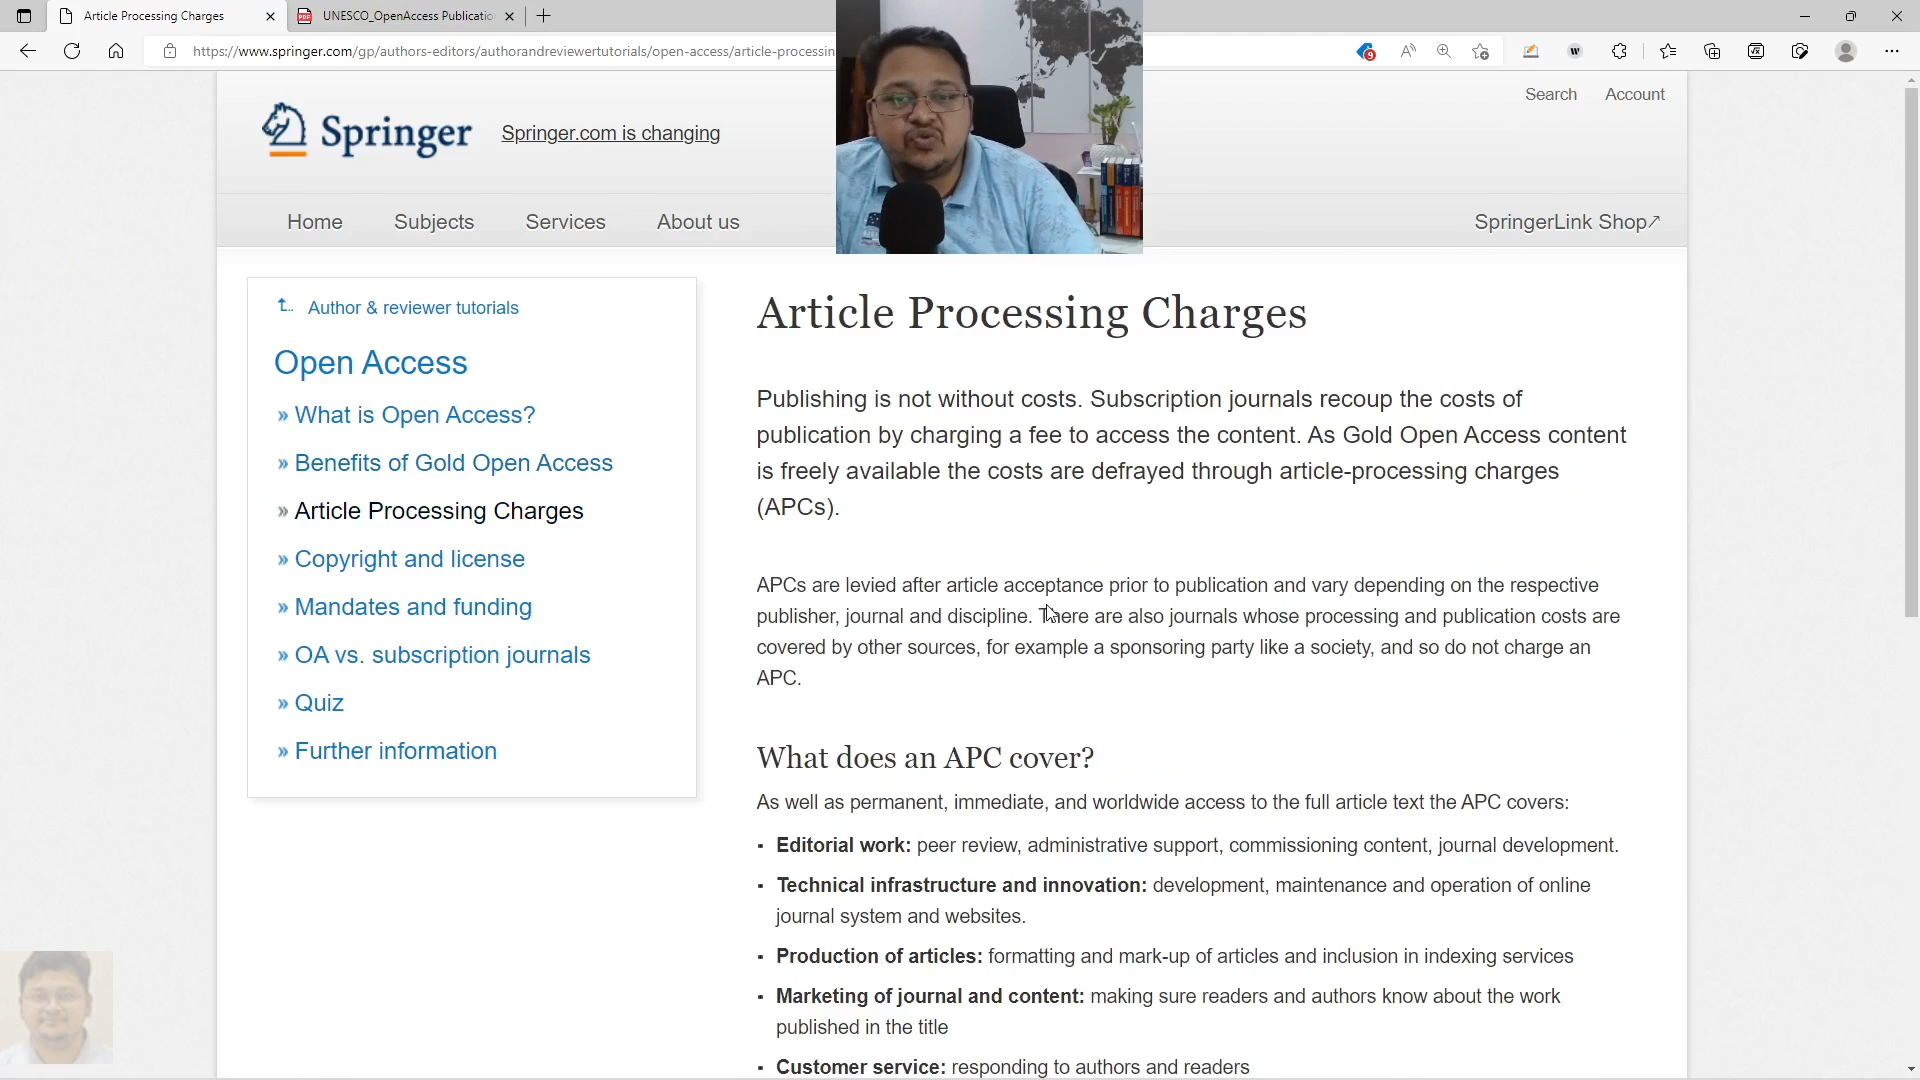 Article Processing Charges
UNESCO_OpenAccess Publicatio
https://www.springer.com/gp/authors-editors/authorandreviewertutorials/open-access/article-processin
9
W
Search Account
Springer
Springer.com is changing
Home Subjects Services About us SpringerLink Shop↗
Author & reviewer tutorials
Open Access
» What is Open Access?
» Benefits of Gold Open Access
» Article Processing Charges
» Copyright and license
» Mandates and funding
» OA vs. subscription journals
» Quiz
» Further information
Article Processing Charges
Publishing is not without costs. Subscription journals recoup the costs of
publication by charging a fee to access the content. As Gold Open Access content
is freely available the costs are defrayed through article-processing charges
(APCs).
APCs are levied after article acceptance prior to publication and vary depending on the respective
publisher, journal and discipline. There are also journals whose processing and publication costs are
covered by other sources, for example a sponsoring party like a society, and so do not charge an
APC.
What does an APC cover?
As well as permanent, immediate, and worldwide access to the full article text the APC covers:
▪ Editorial work: peer review, administrative support, commissioning content, journal development.
▪ Technical infrastructure and innovation: development, maintenance and operation of online
journal system and websites.
▪ Production of articles: formatting and mark-up of articles and inclusion in indexing services
▪ Marketing of journal and content: making sure readers and authors know about the work
published in the title
▪ Customer service: responding to authors and readers